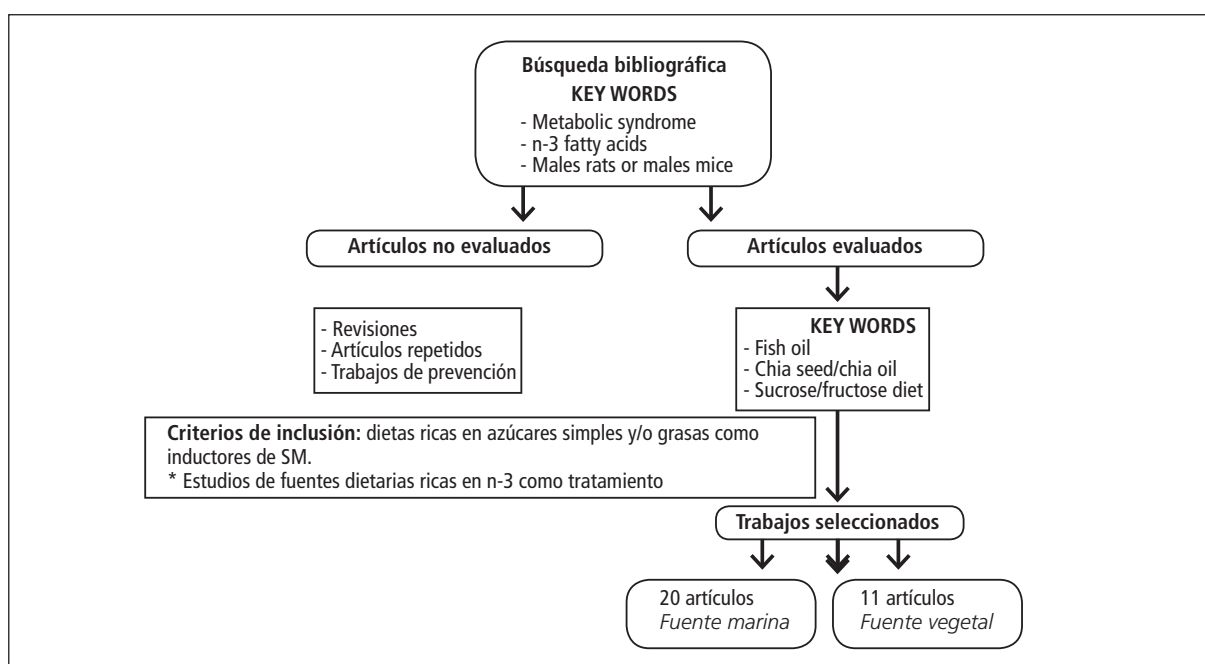 Búsqueda bibliográfica
KEY WORDS
- Metabolic syndrome
- n-3 fatty acids
- Males rats or males mice
Artículos no evaluados
Artículos evaluados
- Revisiones
- Artículos repetidos
- Trabajos de prevención
KEY WORDS
- Fish oil
- Chia seed/chia oil
- Sucrose/fructose diet
Criterios de inclusión: dietas ricas en azúcares simples y/o grasas como
inductores de SM.
* Estudios de fuentes dietarias ricas en n-3 como tratamiento
Trabajos seleccionados
20 artículos
Fuente marina
11 artículos
Fuente vegetal